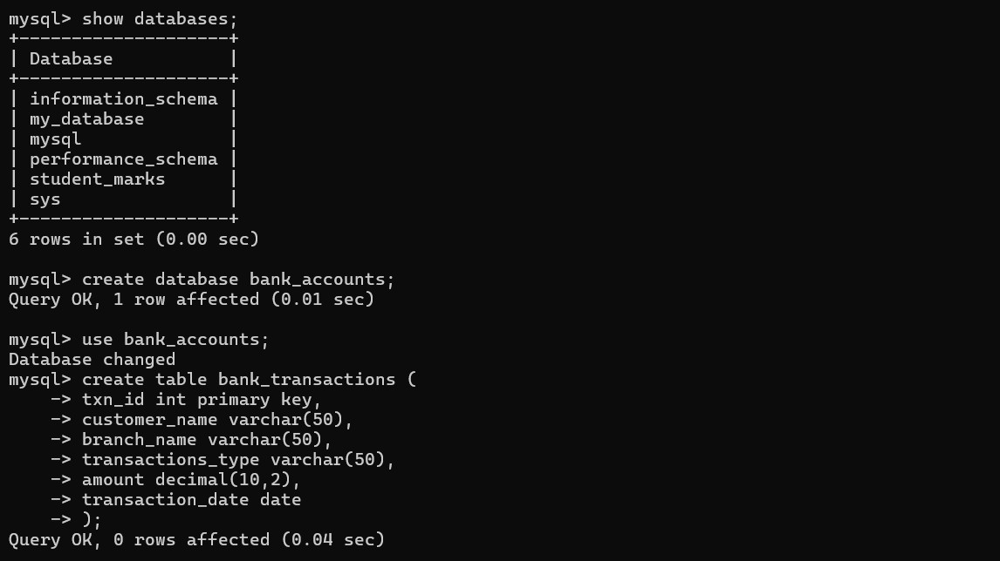 mysql> show databases;
+--------------------+
| Database           |
+--------------------+
| information_schema |
| my_database        |
| mysql              |
| performance_schema |
| student_marks      |
| sys                |
+--------------------+
6 rows in set (0.00 sec)

mysql> create database bank_accounts;
Query OK, 1 row affected (0.01 sec)

mysql> use bank_accounts;
Database changed
mysql> create table bank_transactions (
    -> txn_id int primary key,
    -> customer_name varchar(50),
    -> branch_name varchar(50),
    -> transactions_type varchar(50),
    -> amount decimal(10,2),
    -> transaction_date date
    -> );
Query OK, 0 rows affected (0.04 sec)